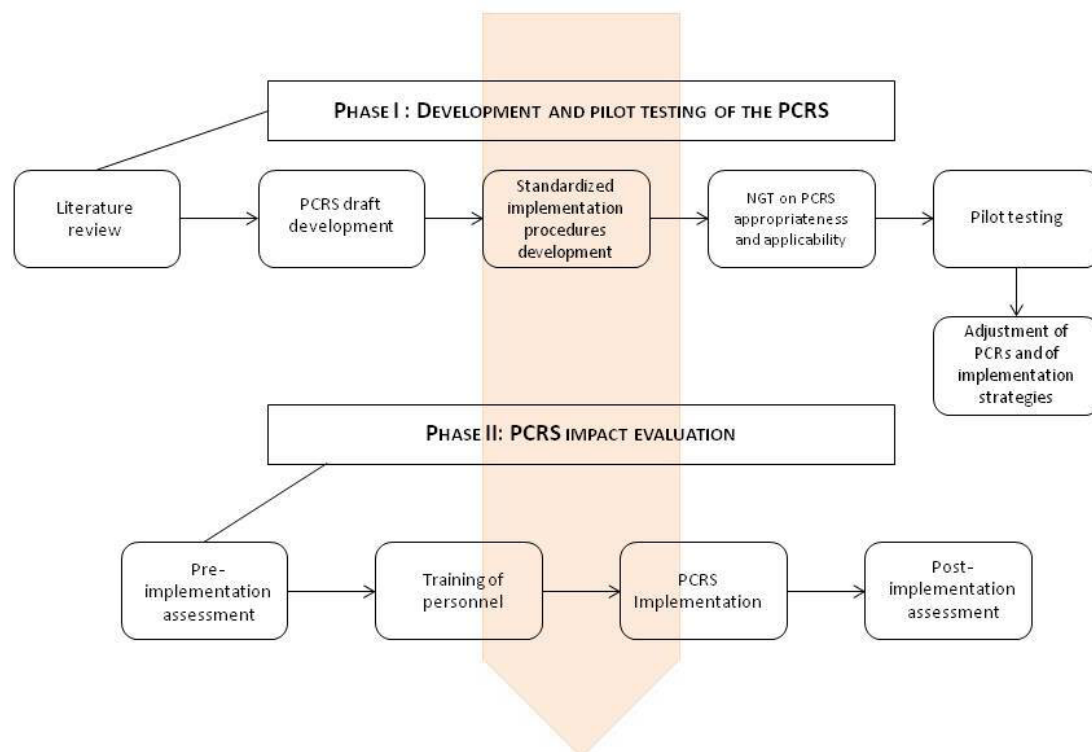 PHASE I : DEVELOPMENT AND PILOT TESTING OF THE PCRS
Literature
review
PCRS draft
development
Standardized
implementation
procedures
development
NGT on PCRS
appropriateness
and applicability
Pilot testing
Adjustment of
PCRs and of
implementation
strategies
PHASE II: PCRS IMPACT EVALUATION
Pre-
implementation
assessment
Training of
personnel
PCRS
Implementation
Post-
implementation
assessment